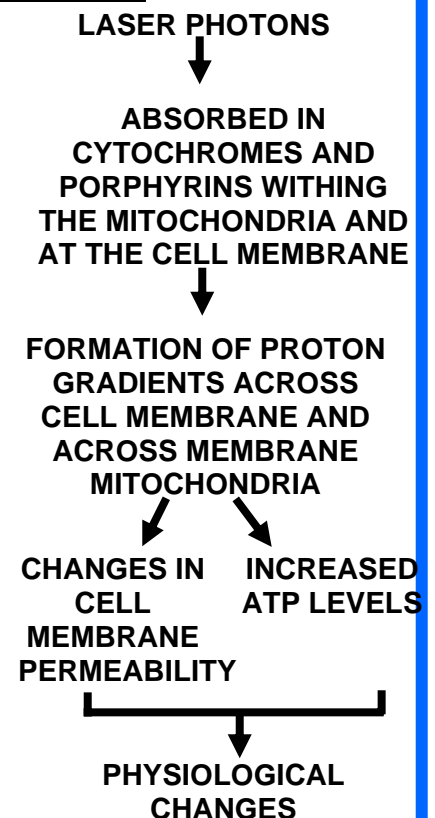 LASER PHOTONS
ABSORBED IN
CYTOCHROMES AND
PORPHYRINS WITHING
THE MITOCHONDRIA AND
AT THE CELL MEMBRANE
FORMATION OF PROTON
GRADIENTS ACROSS
CELL MEMBRANE AND
ACROSS MEMBRANE
MITOCHONDRIA
CHANGES IN
CELL
MEMBRANE
PERMEABILITY
INCREASED
ATP LEVELS
PHYSIOLOGICAL
CHANGES